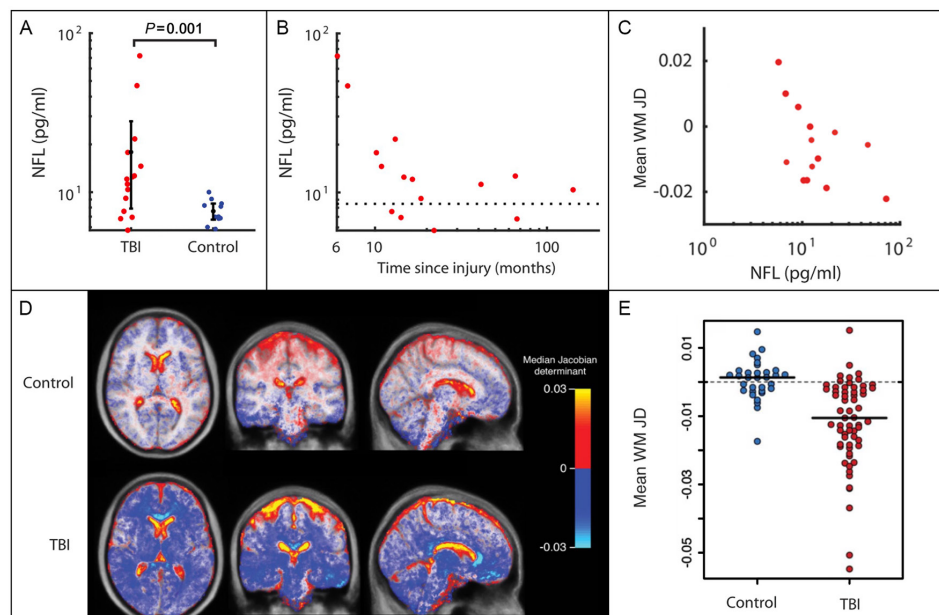 A
P=0.001
10²
10¹
NFL (pg/ml)
TBI
Control
B
10²
10¹
NFL (pg/ml)
6
10
100
Time since injury (months)
C
0.02
0
-0.02
Mean WM JD
10⁰
10¹
10²
NFL (pg/ml)
D
Control
TBI
Median Jacobian
determinant
0.03
0
-0.03
E
0.01
-0.01
-0.03
-0.05
Mean WM JD
Control
TBI